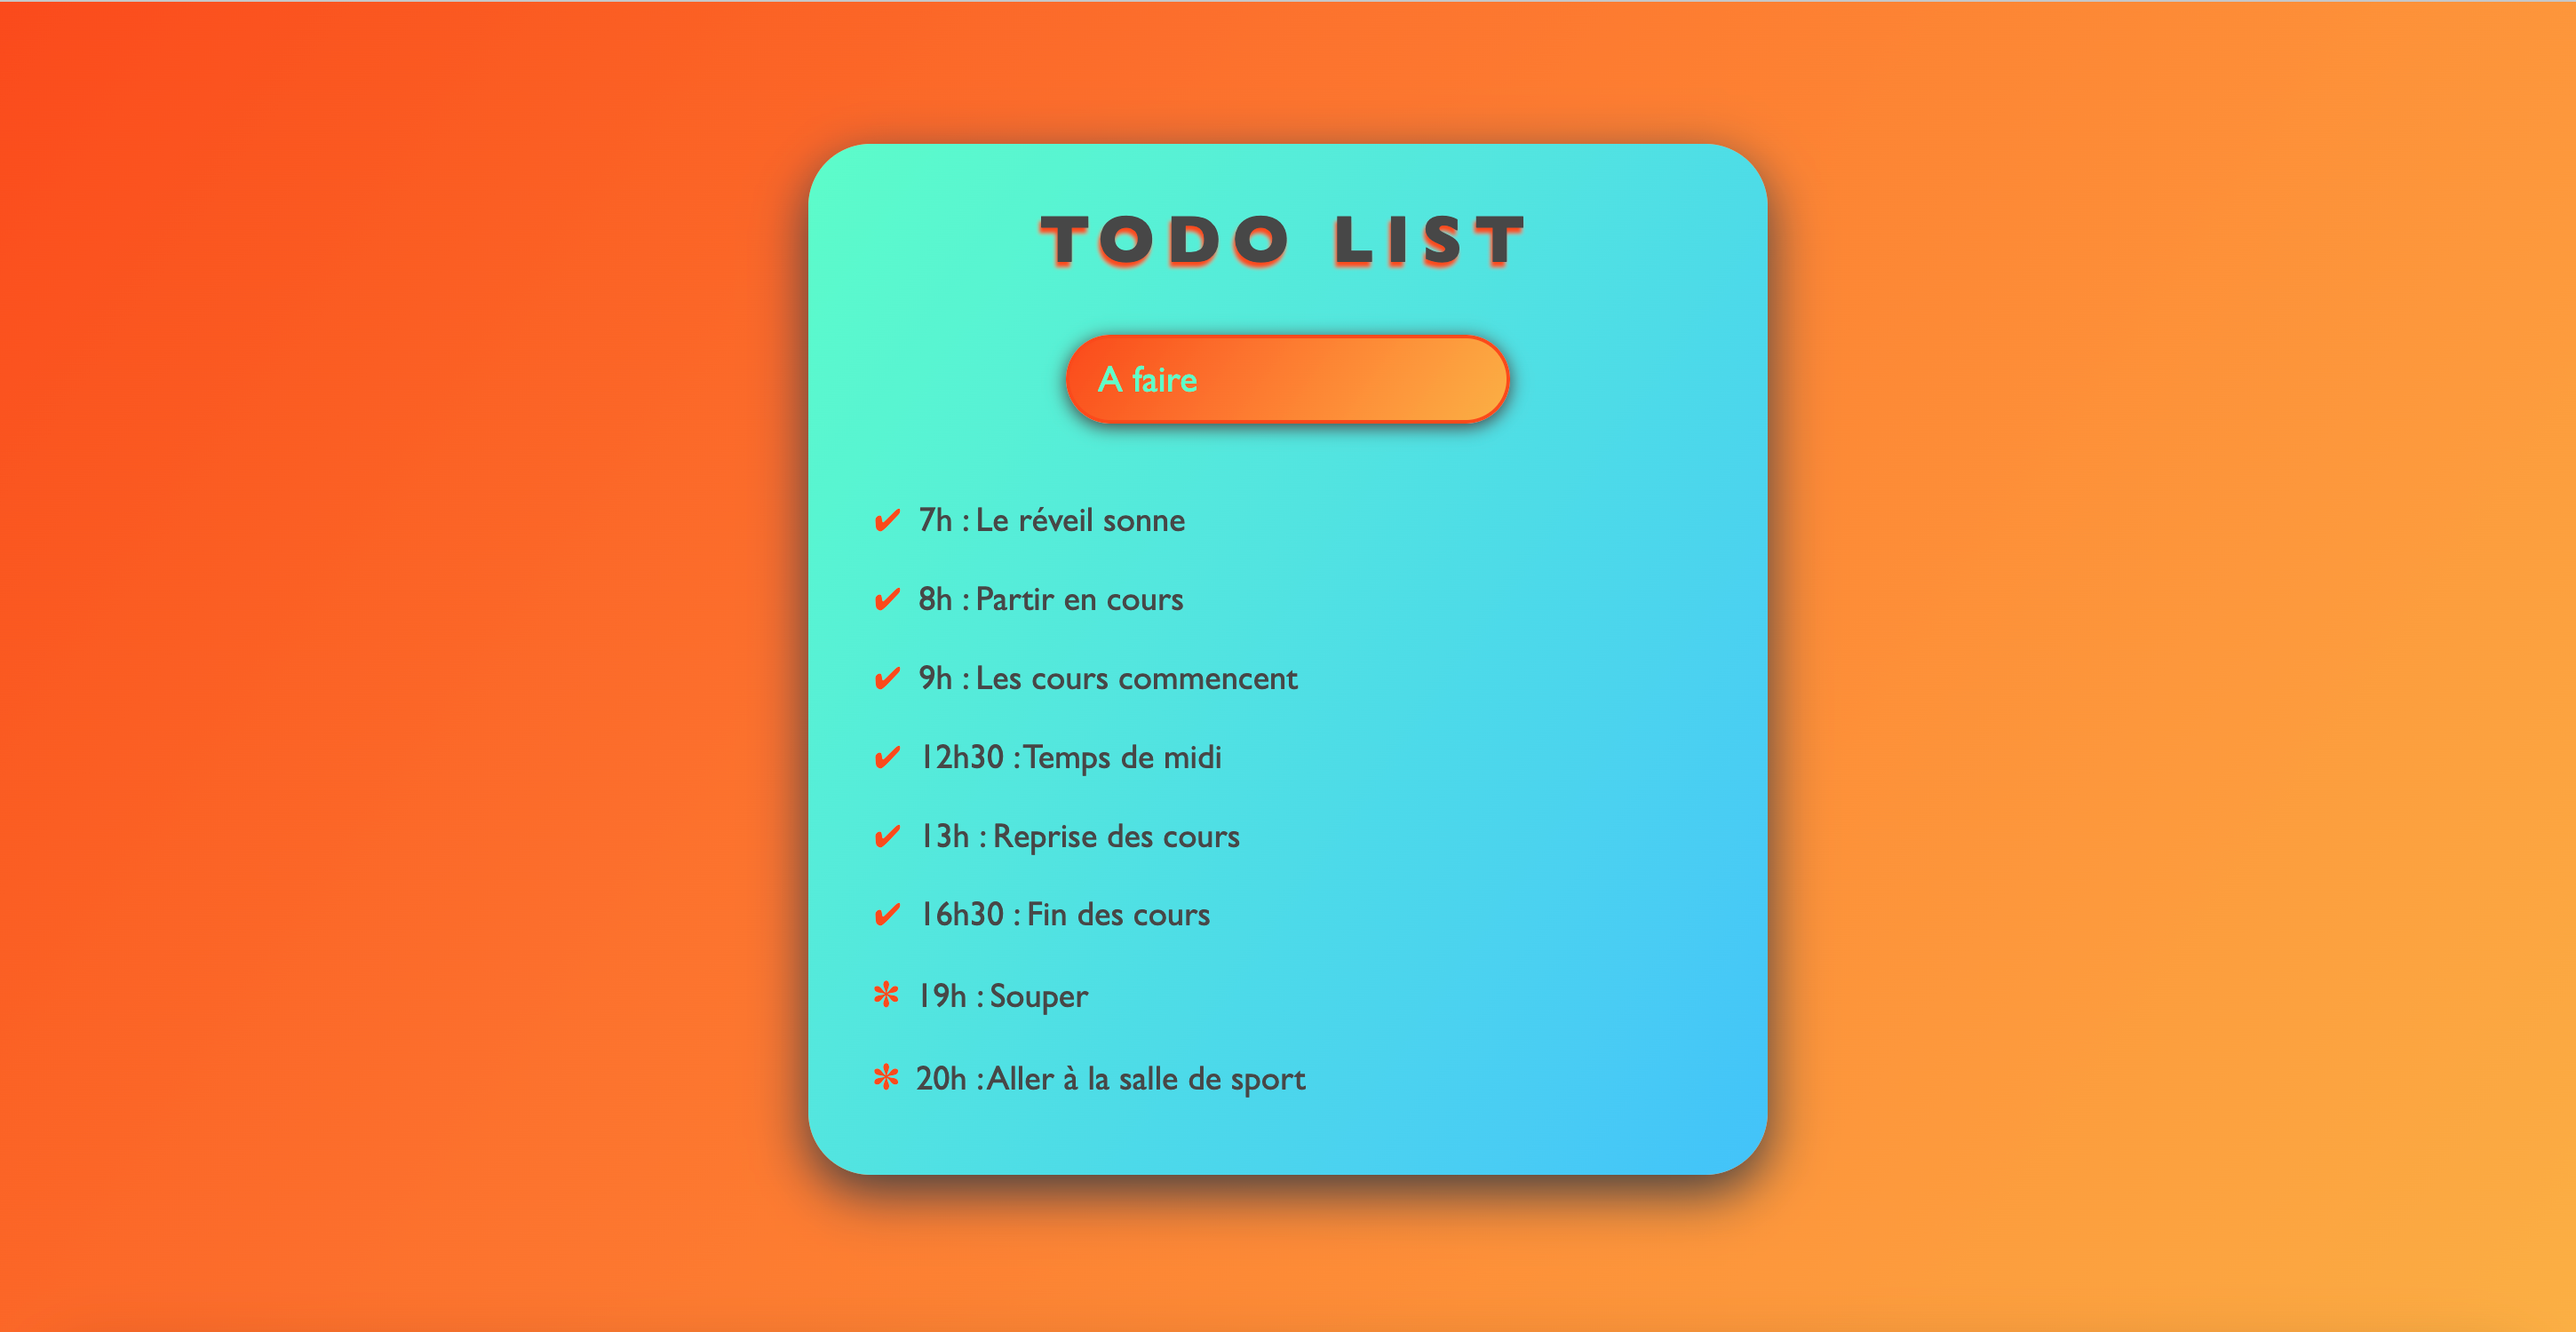 TODO LIST
A faire
✔ 7h : Le réveil sonne
✔ 8h : Partir en cours
✔ 9h : Les cours commencent
✔ 12h30 : Temps de midi
✔ 13h : Reprise des cours
✔ 16h30 : Fin des cours
✻ 19h : Souper
✻ 20h : Aller à la salle de sport